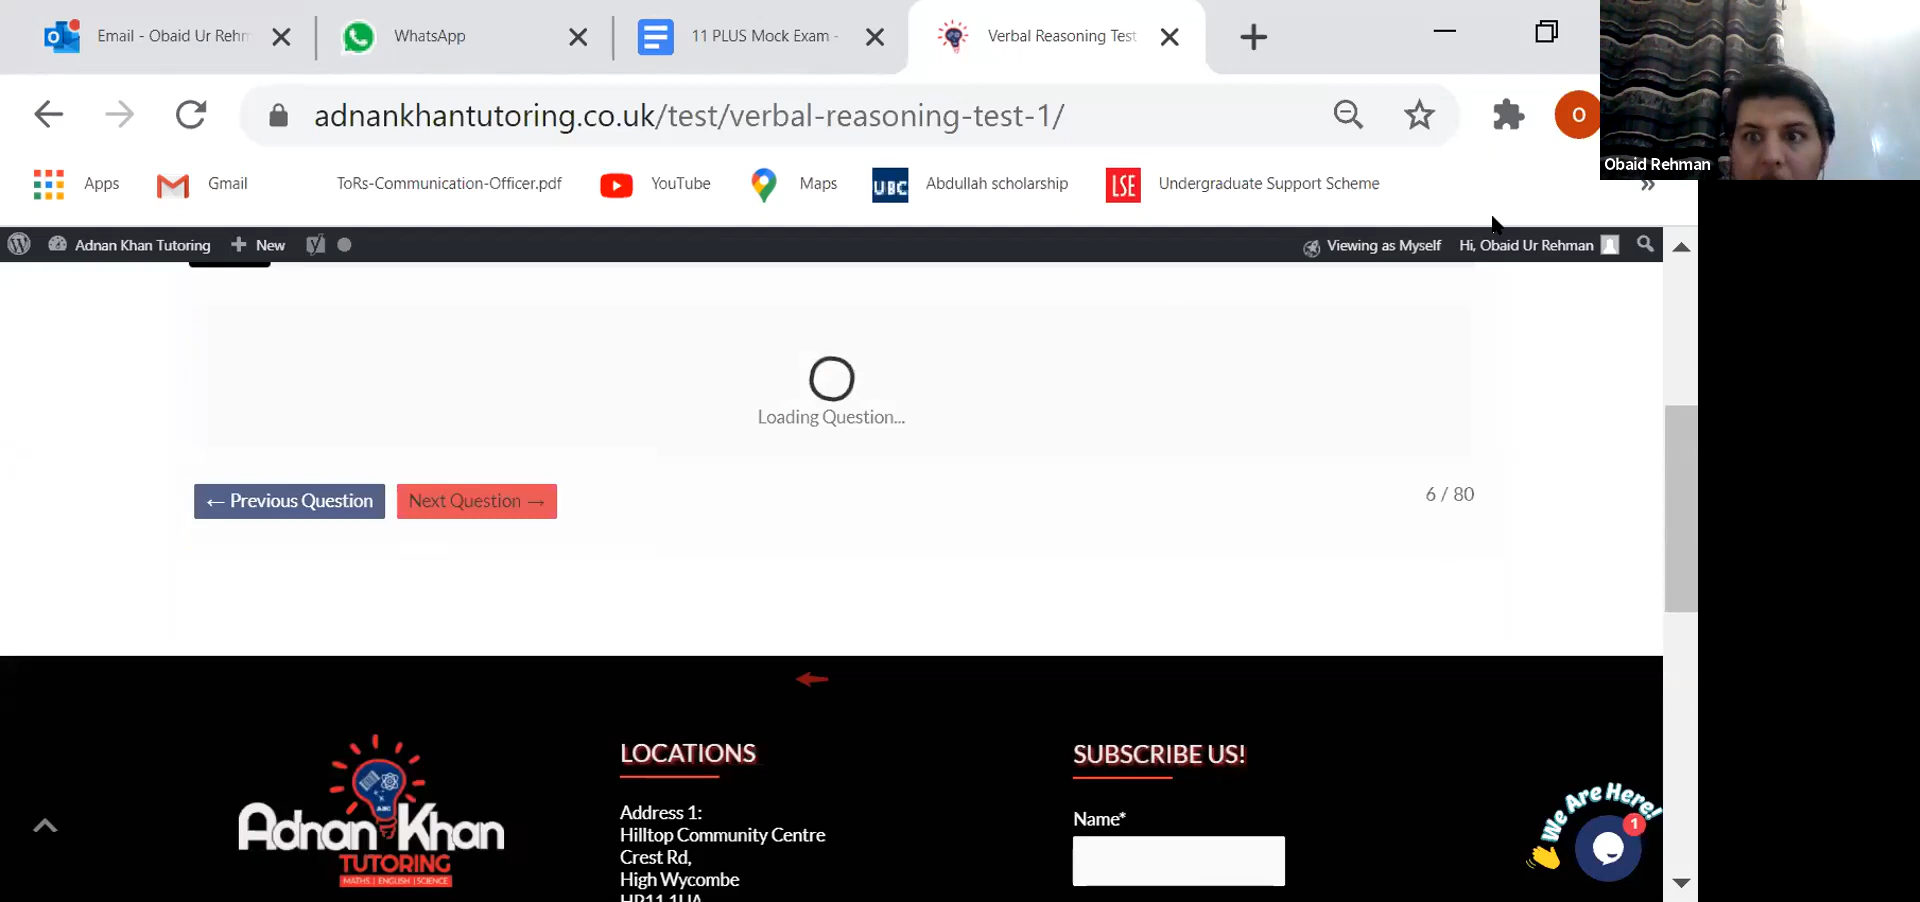 Email - Obaid Ur Rehm
WhatsApp
11 PLUS Mock Exam -
Verbal Reasoning Test
adnankhantutoring.co.uk/test/verbal-reasoning-test-1/
O
Obaid Rehman
Apps
Gmail
ToRs-Communication-Officer.pdf
YouTube
Maps
UBC
Abdullah scholarship
LSE
Undergraduate Support Scheme
»
Adnan Khan Tutoring
+ New
Viewing as Myself
Hi, Obaid Ur Rehman
Loading Question...
← Previous Question
Next Question →
6 / 80
Adnan Khan
TUTORING
MATHS | ENGLISH | SCIENCE
LOCATIONS
Address 1:
Hilltop Community Centre
Crest Rd,
High Wycombe
HP11 1UA
SUBSCRIBE US!
Name*
We Are Here!
1